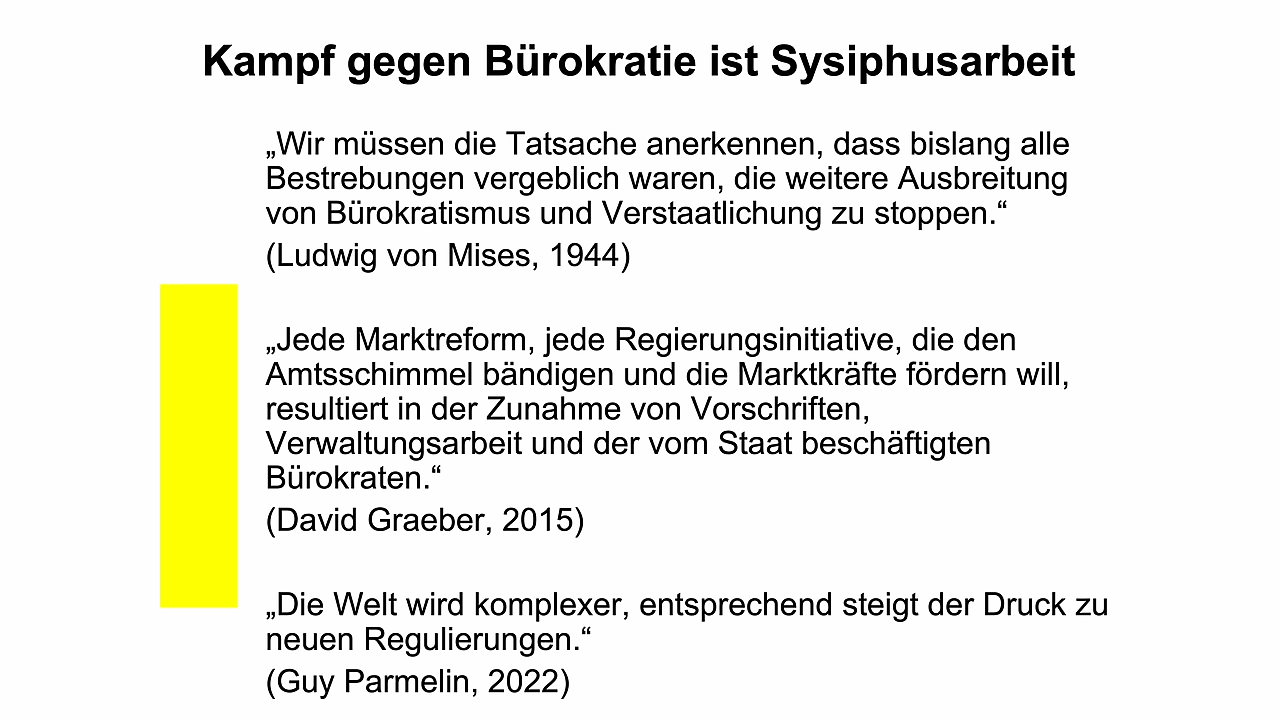 Kampf gegen Bürokratie ist Sysiphusarbeit
„Wir müssen die Tatsache anerkennen, dass bislang alle
Bestrebungen vergeblich waren, die weitere Ausbreitung
von Bürokratismus und Verstaatlichung zu stoppen.“
(Ludwig von Mises, 1944)
„Jede Marktreform, jede Regierungsinitiative, die den
Amtsschimmel bändigen und die Marktkräfte fördern will,
resultiert in der Zunahme von Vorschriften,
Verwaltungsarbeit und der vom Staat beschäftigten
Bürokraten.“
(David Graeber, 2015)
„Die Welt wird komplexer, entsprechend steigt der Druck zu
neuen Regulierungen.“
(Guy Parmelin, 2022)